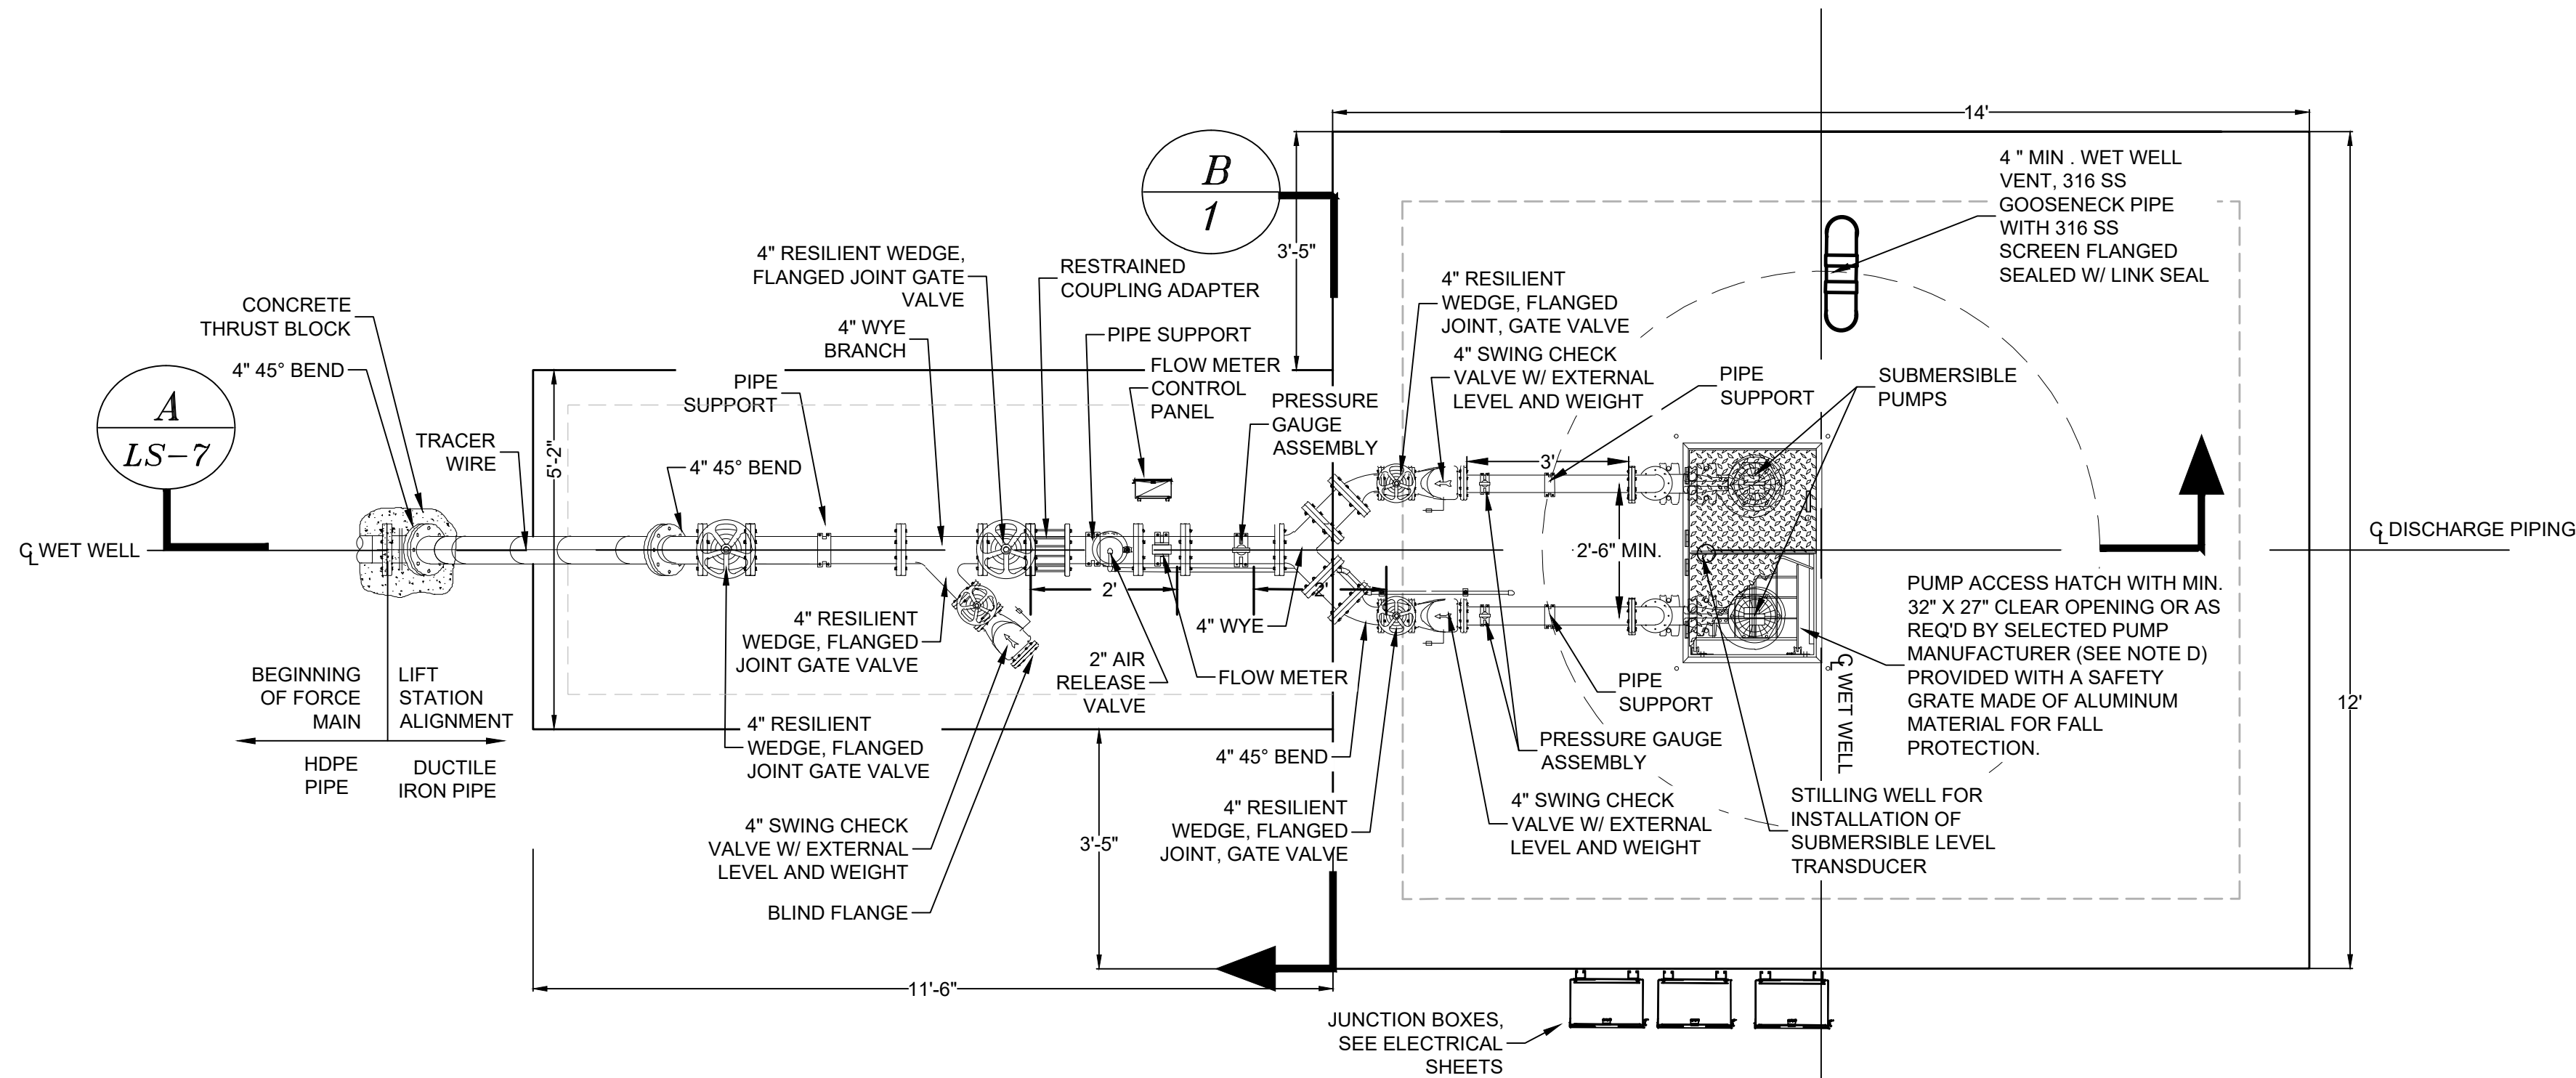 14'
4 " MIN . WET WELL
VENT, 316 SS
GOOSENECK PIPE
WITH 316 SS
SCREEN FLANGED
SEALED W/ LINK SEAL
B
1
3'-5"
4" RESILIENT WEDGE,
FLANGED JOINT GATE
VALVE
RESTRAINED
COUPLING ADAPTER
4" RESILIENT
WEDGE, FLANGED
JOINT, GATE VALVE
CONCRETE
THRUST BLOCK
4" WYE
BRANCH
PIPE SUPPORT
4" SWING CHECK
VALVE W/ EXTERNAL
LEVEL AND WEIGHT
4" 45° BEND
PIPE
SUPPORT
FLOW METER
CONTROL
PANEL
PIPE
SUPPORT
SUBMERSIBLE
PUMPS
A
LS-7
PRESSURE
GAUGE
ASSEMBLY
TRACER
WIRE
5'-2"
4" 45° BEND
3'
℄ WET WELL
2'-6" MIN.
℄ DISCHARGE PIPING
2'
2'
PUMP ACCESS HATCH WITH MIN.
32" X 27" CLEAR OPENING OR AS
REQ'D BY SELECTED PUMP
MANUFACTURER (SEE NOTE D)
PROVIDED WITH A SAFETY
GRATE MADE OF ALUMINUM
MATERIAL FOR FALL
PROTECTION.
4" RESILIENT
WEDGE, FLANGED
JOINT GATE VALVE
4" WYE
2" AIR
RELEASE
VALVE
FLOW METER
BEGINNING
OF FORCE
MAIN
LIFT
STATION
ALIGNMENT
PIPE
SUPPORT
℄ WET WELL
12'
4" RESILIENT
WEDGE, FLANGED
JOINT GATE VALVE
HDPE
PIPE
DUCTILE
IRON PIPE
4" 45° BEND
PRESSURE GAUGE
ASSEMBLY
4" SWING CHECK
VALVE W/ EXTERNAL
LEVEL AND WEIGHT
3'-5"
4" RESILIENT
WEDGE, FLANGED
JOINT, GATE VALVE
4" SWING CHECK
VALVE W/ EXTERNAL
LEVEL AND WEIGHT
STILLING WELL FOR
INSTALLATION OF
SUBMERSIBLE LEVEL
TRANSDUCER
BLIND FLANGE
11'-6"
JUNCTION BOXES,
SEE ELECTRICAL
SHEETS